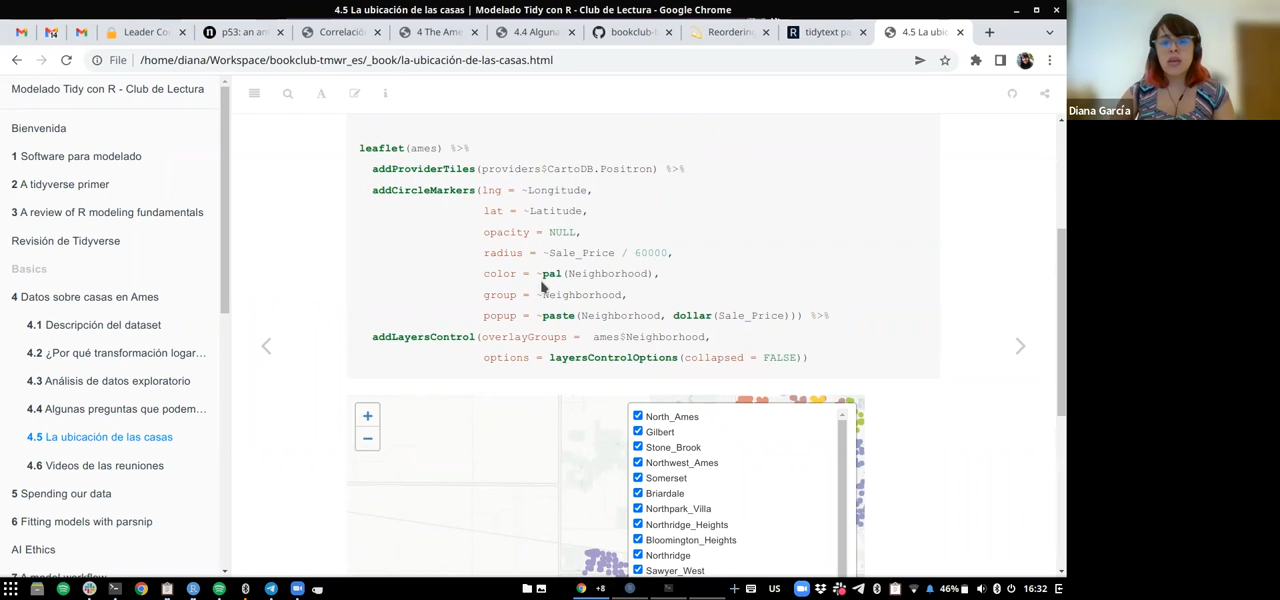 4.5 La ubicación de las casas | Modelado Tidy con R - Club de Lectura - Google Chrome
14
Leader Co
p53: an an
Correlació
4 The Ame
4.4 Alguna
bookclub-
Reordering
tidytext pa
4.5 La ubic
File
/home/diana/Workspace/bookclub-tmwr_es/_book/la-ubicación-de-las-casas.html
Diana García
Modelado Tidy con R - Club de Lectura
Bienvenida
1 Software para modelado
2 A tidyverse primer
3 A review of R modeling fundamentals
Revisión de Tidyverse
Basics
4 Datos sobre casas en Ames
4.1 Descripción del dataset
4.2 ¿Por qué transformación logar…
4.3 Análisis de datos exploratorio
4.4 Algunas preguntas que podem…
4.5 La ubicación de las casas
4.6 Videos de las reuniones
5 Spending our data
6 Fitting models with parsnip
AI Ethics
7 A model workflow
leaflet(ames) %>%
addProviderTiles(providers$CartoDB.Positron) %>%
addCircleMarkers(lng = ~Longitude,
lat = ~Latitude,
opacity = NULL,
radius = ~Sale_Price / 60000,
color = ~pal(Neighborhood),
group = ~Neighborhood,
popup = ~paste(Neighborhood, dollar(Sale_Price))) %>%
addLayersControl(overlayGroups =  ames$Neighborhood,
options = layersControlOptions(collapsed = FALSE))
+
−
North_Ames
Gilbert
Stone_Brook
Northwest_Ames
Somerset
Briardale
Northpark_Villa
Northridge_Heights
Bloomington_Heights
Northridge
Sawyer_West
+8
US
46%
16:32